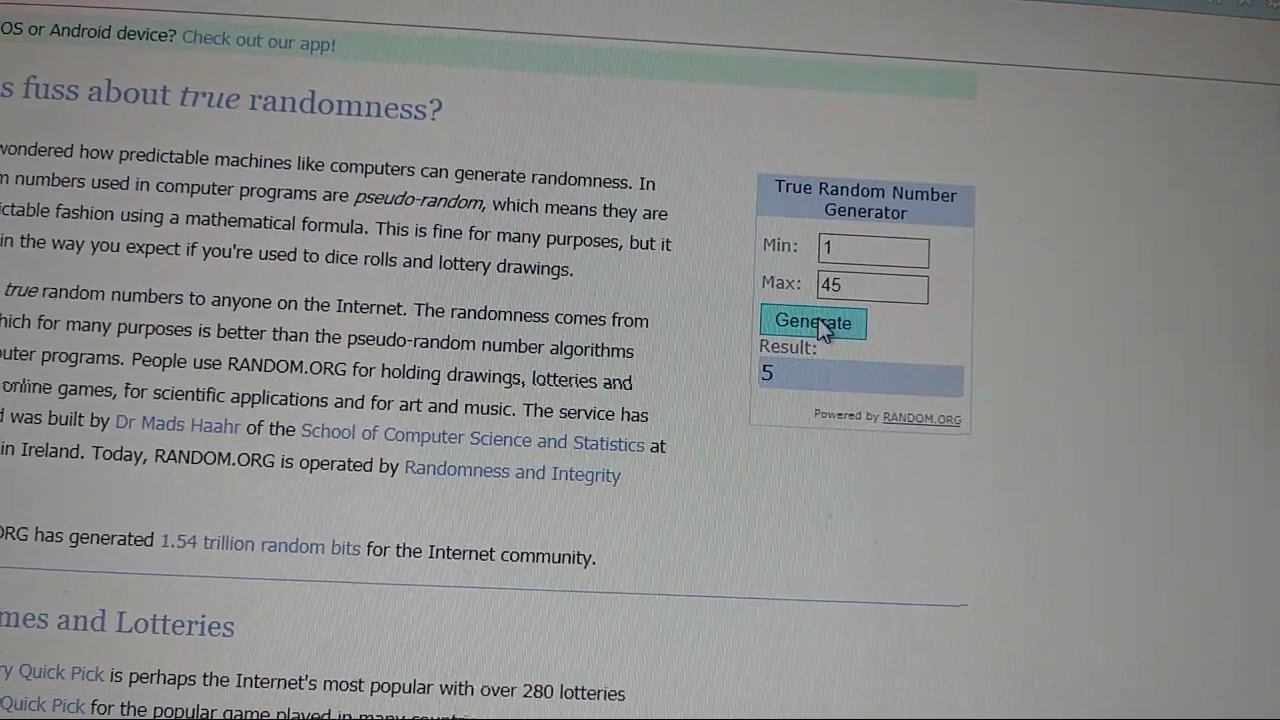 OS or Android device? Check out our app!
s fuss about true randomness?
wondered how predictable machines like computers can generate randomness. In
m numbers used in computer programs are pseudo-random, which means they are
ictable fashion using a mathematical formula. This is fine for many purposes, but it
in the way you expect if you're used to dice rolls and lottery drawings.
true random numbers to anyone on the Internet. The randomness comes from
hich for many purposes is better than the pseudo-random number algorithms
puter programs. People use RANDOM.ORG for holding drawings, lotteries and
online games, for scientific applications and for art and music. The service has
d was built by Dr Mads Haahr of the School of Computer Science and Statistics at
in Ireland. Today, RANDOM.ORG is operated by Randomness and Integrity
ORG has generated 1.54 trillion random bits for the Internet community.
mes and Lotteries
ry Quick Pick is perhaps the Internet's most popular with over 280 lotteries
Quick Pick for the popular game played in many
True Random Number
Generator
Min: 1
Max: 45
Generate
Result:
5
Powered by RANDOM.ORG